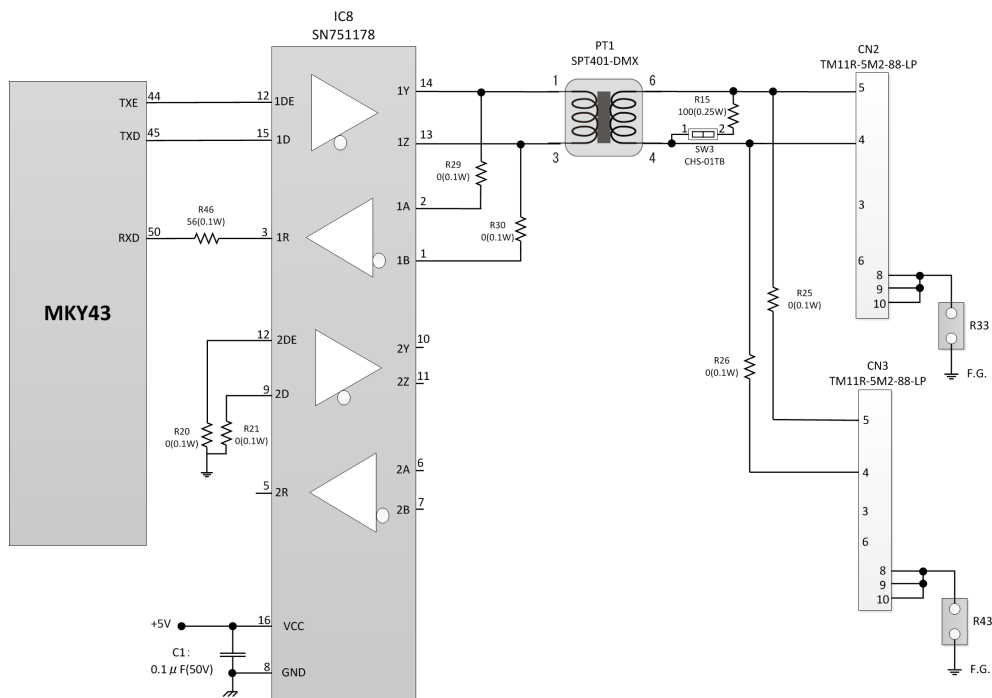 IC8
SN751178
MKY43
TXE
44
TXD
45
RXD
50
R46
56(0.1W)
12
1DE
15
1D
3
1R
12
2DE
9
2D
R20
0(0.1W)
R21
0(0.1W)
5
2R
+5V
16
VCC
C1:
0.1 μF(50V)
8
GND
1Y
14
1Z
13
1A
2
1B
1
2Y
10
2Z
11
2A
6
2B
7
R29
0(0.1W)
R30
0(0.1W)
PT1
SPT401-DMX
1
6
3
4
R15
100(0.25W)
1
2
SW3
CHS-01TB
R25
0(0.1W)
R26
0(0.1W)
CN2
TM11R-5M2-88-LP
5
4
3
6
8
9
10
R33
F.G.
CN3
TM11R-5M2-88-LP
5
4
3
6
8
9
10
R43
F.G.